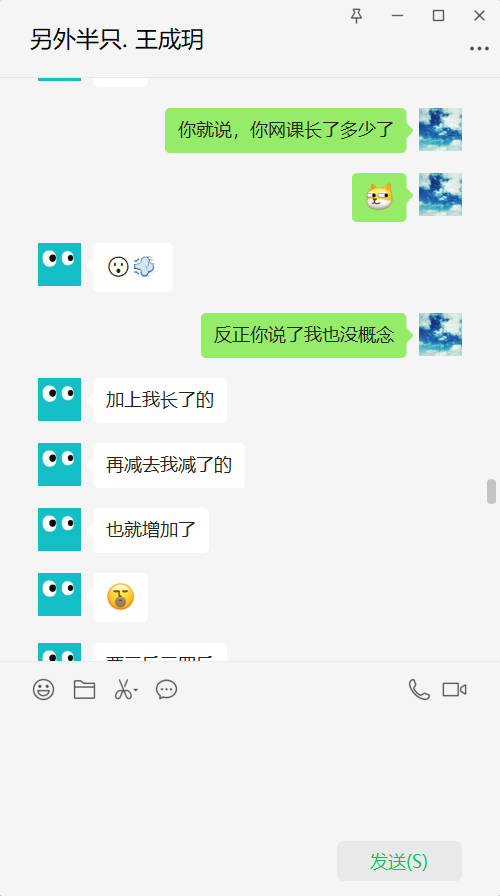 另外半只. 王成玥
你就说，你网课长了多少了
反正你说了我也没概念
加上我长了的
再减去我减了的
也就增加了
发送(S)